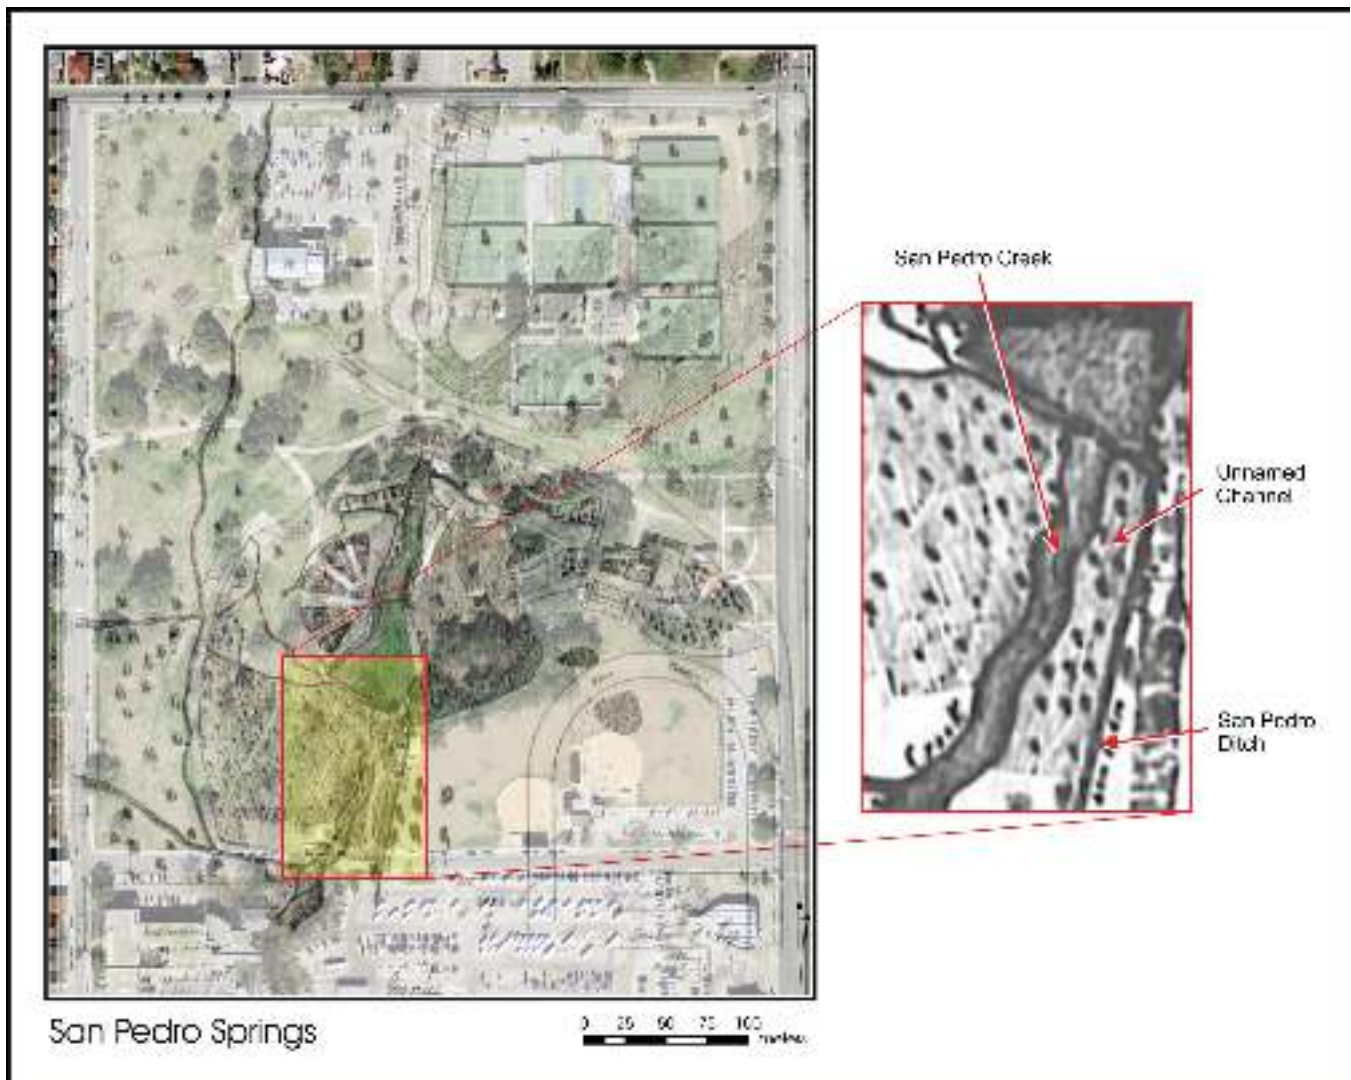 San Pedro Creek
Unnamed
Channel
San Pedro
Ditch
San Pedro Springs
0 25 50 75 100
meters